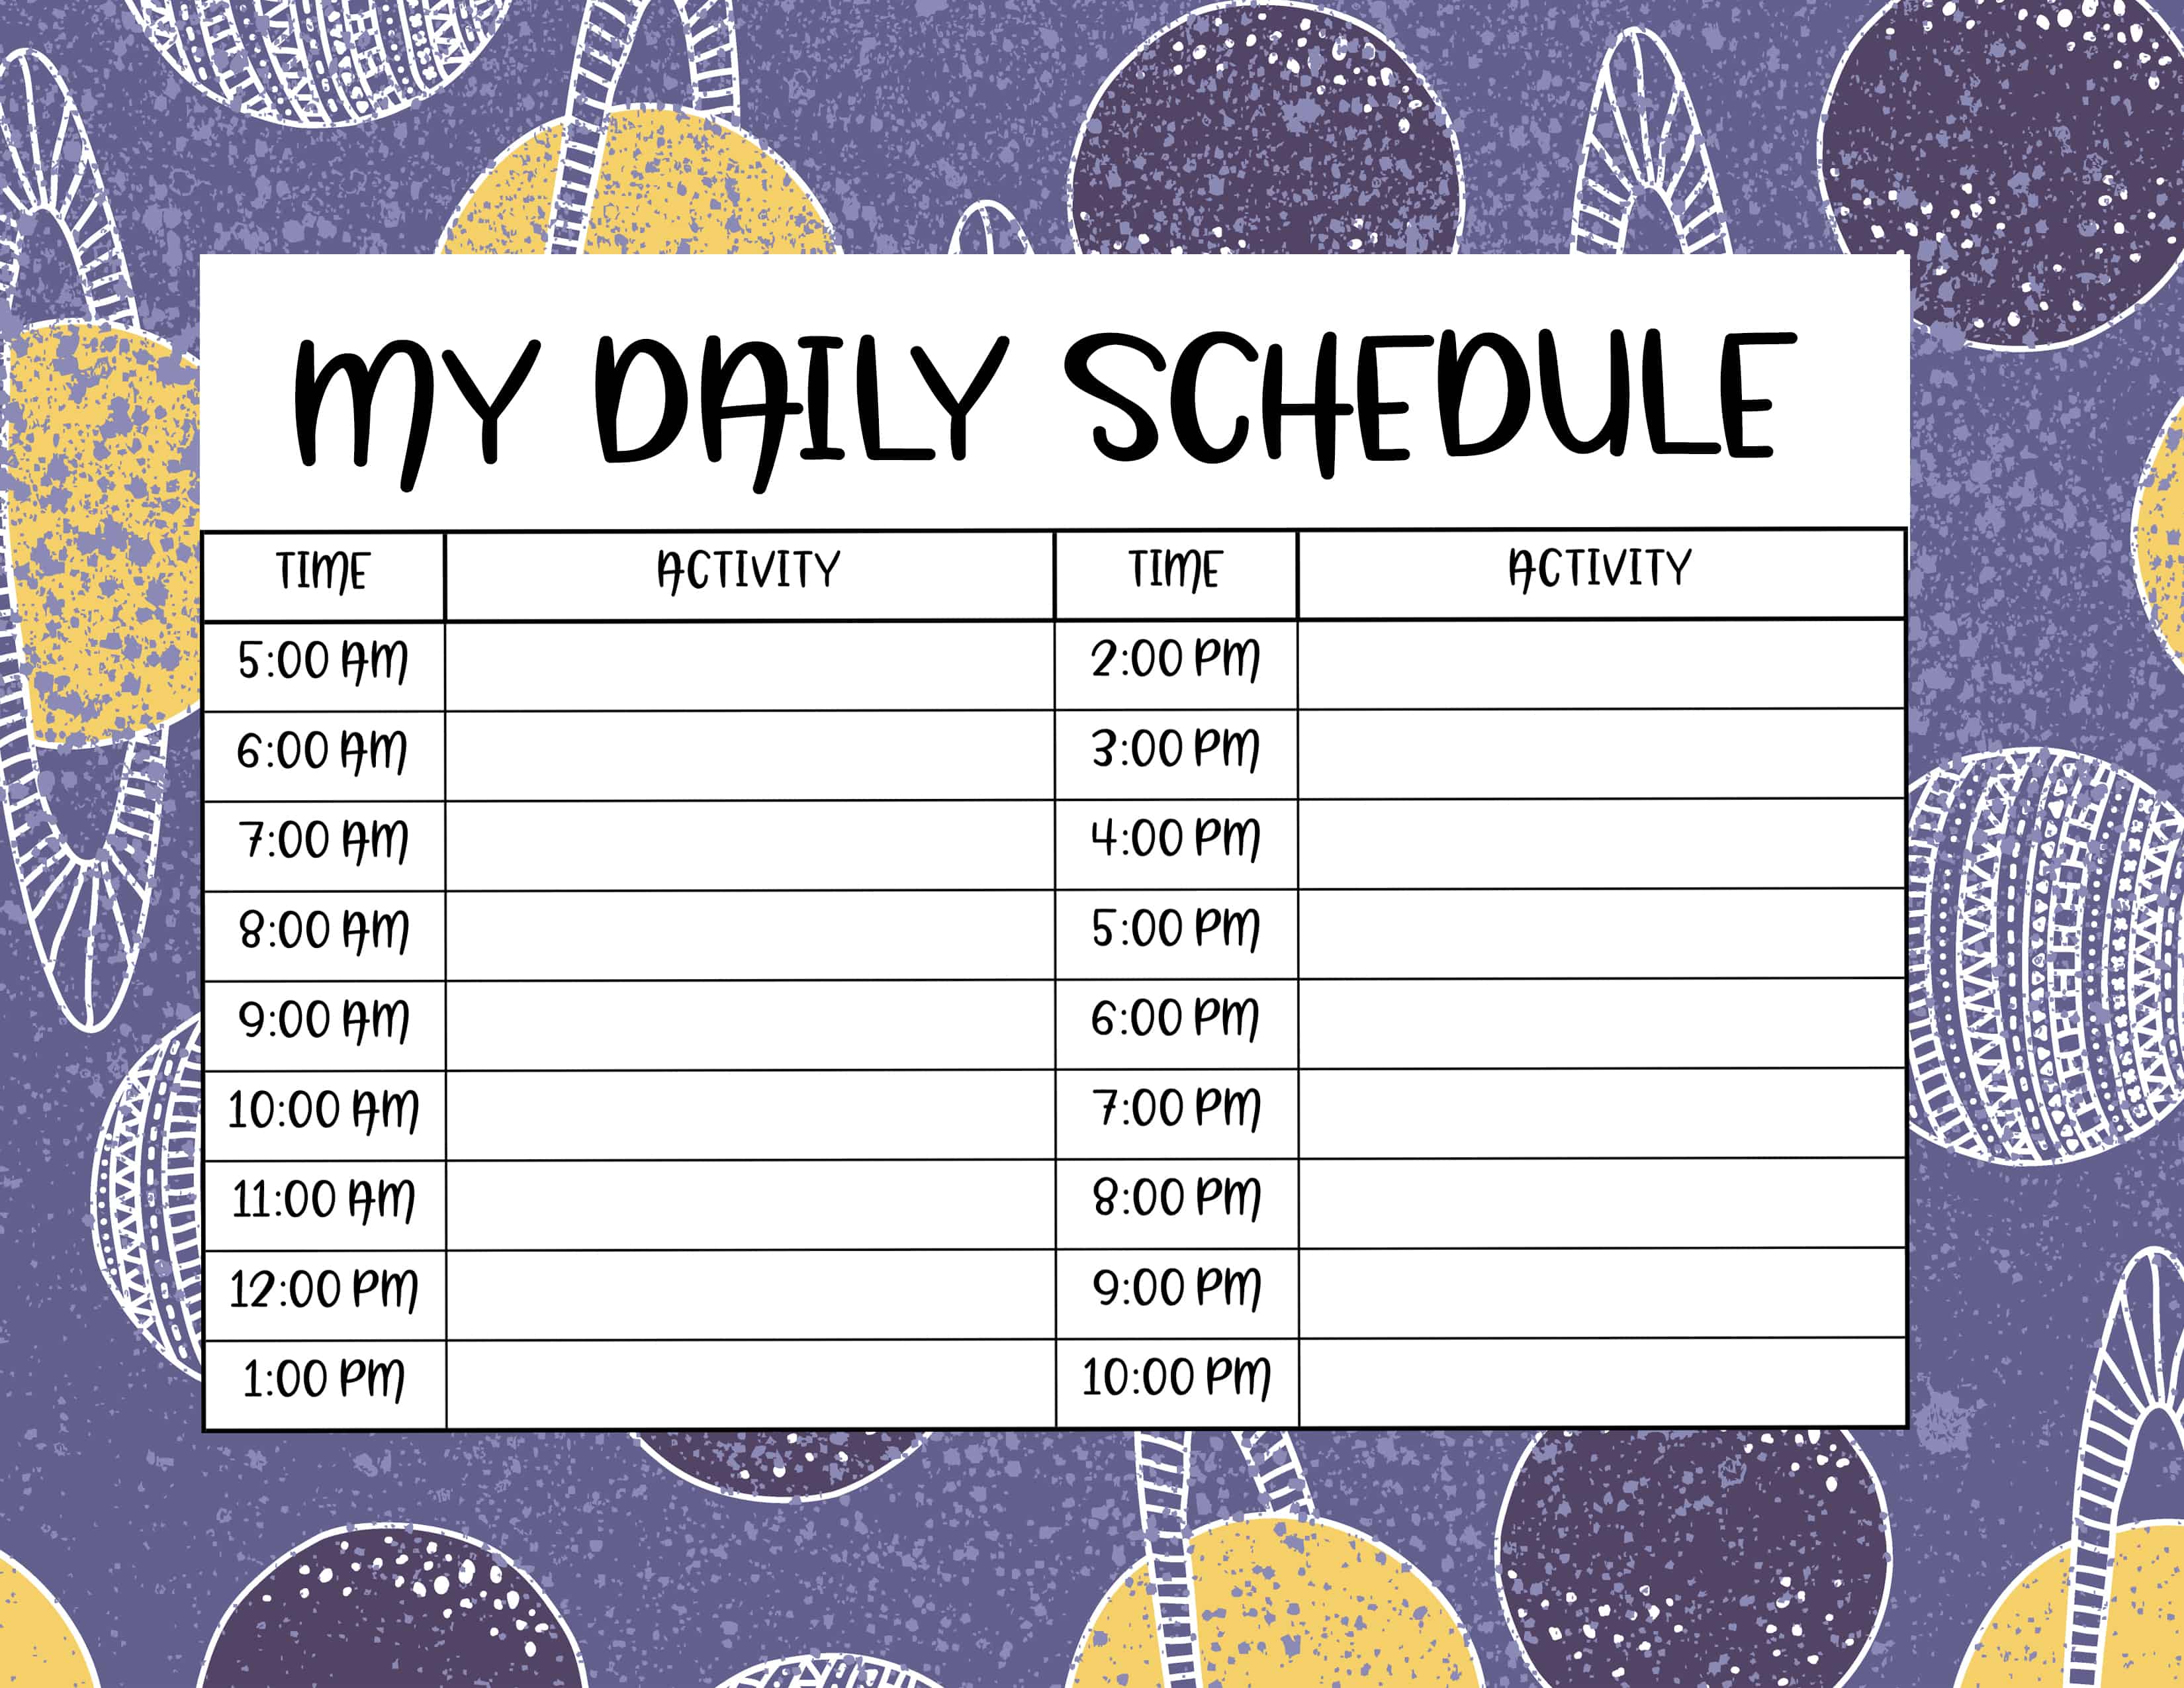 MY DAILY SCHEDULE
TIME ACTIVITY TIME ACTIVITY
5:00 AM 2:00 PM
6:00 AM 3:00 PM
7:00 AM 4:00 PM
8:00 AM 5:00 PM
9:00 AM 6:00 PM
10:00 AM 7:00 PM
11:00 AM 8:00 PM
12:00 PM 9:00 PM
1:00 PM 10:00 PM